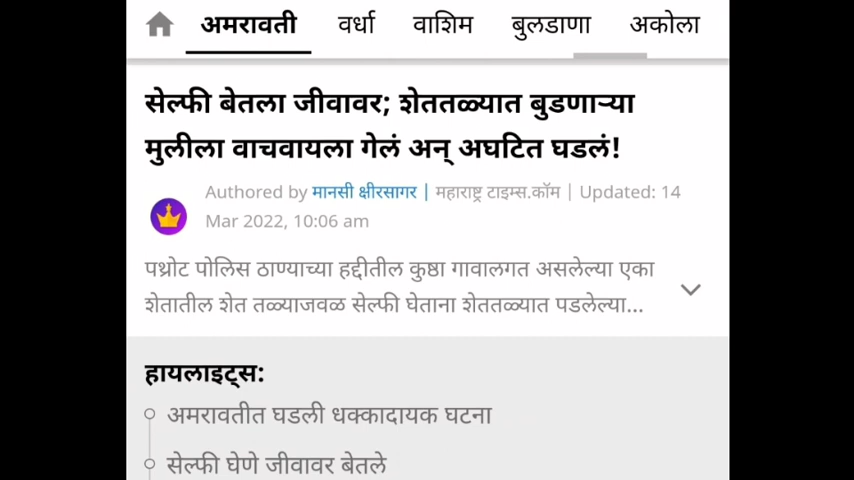 अमरावती वर्धा वाशिम बुलडाणा अकोला
सेल्फी बेतला जीवावर; शेततळ्यात बुडणाऱ्या
मुलीला वाचवायला गेलं अन् अघटित घडलं!
Authored by मानसी क्षीरसागर | महाराष्ट्र टाइम्स.कॉम | Updated: 14
Mar 2022, 10:06 am
पथ्रोट पोलिस ठाण्याच्या हद्दीतील कुष्ठा गावालगत असलेल्या एका
शेतातील शेत तळ्याजवळ सेल्फी घेताना शेततळ्यात पडलेल्या...
हायलाइट्स:
अमरावतीत घडली धक्कादायक घटना
सेल्फी घेणे जीवावर बेतले